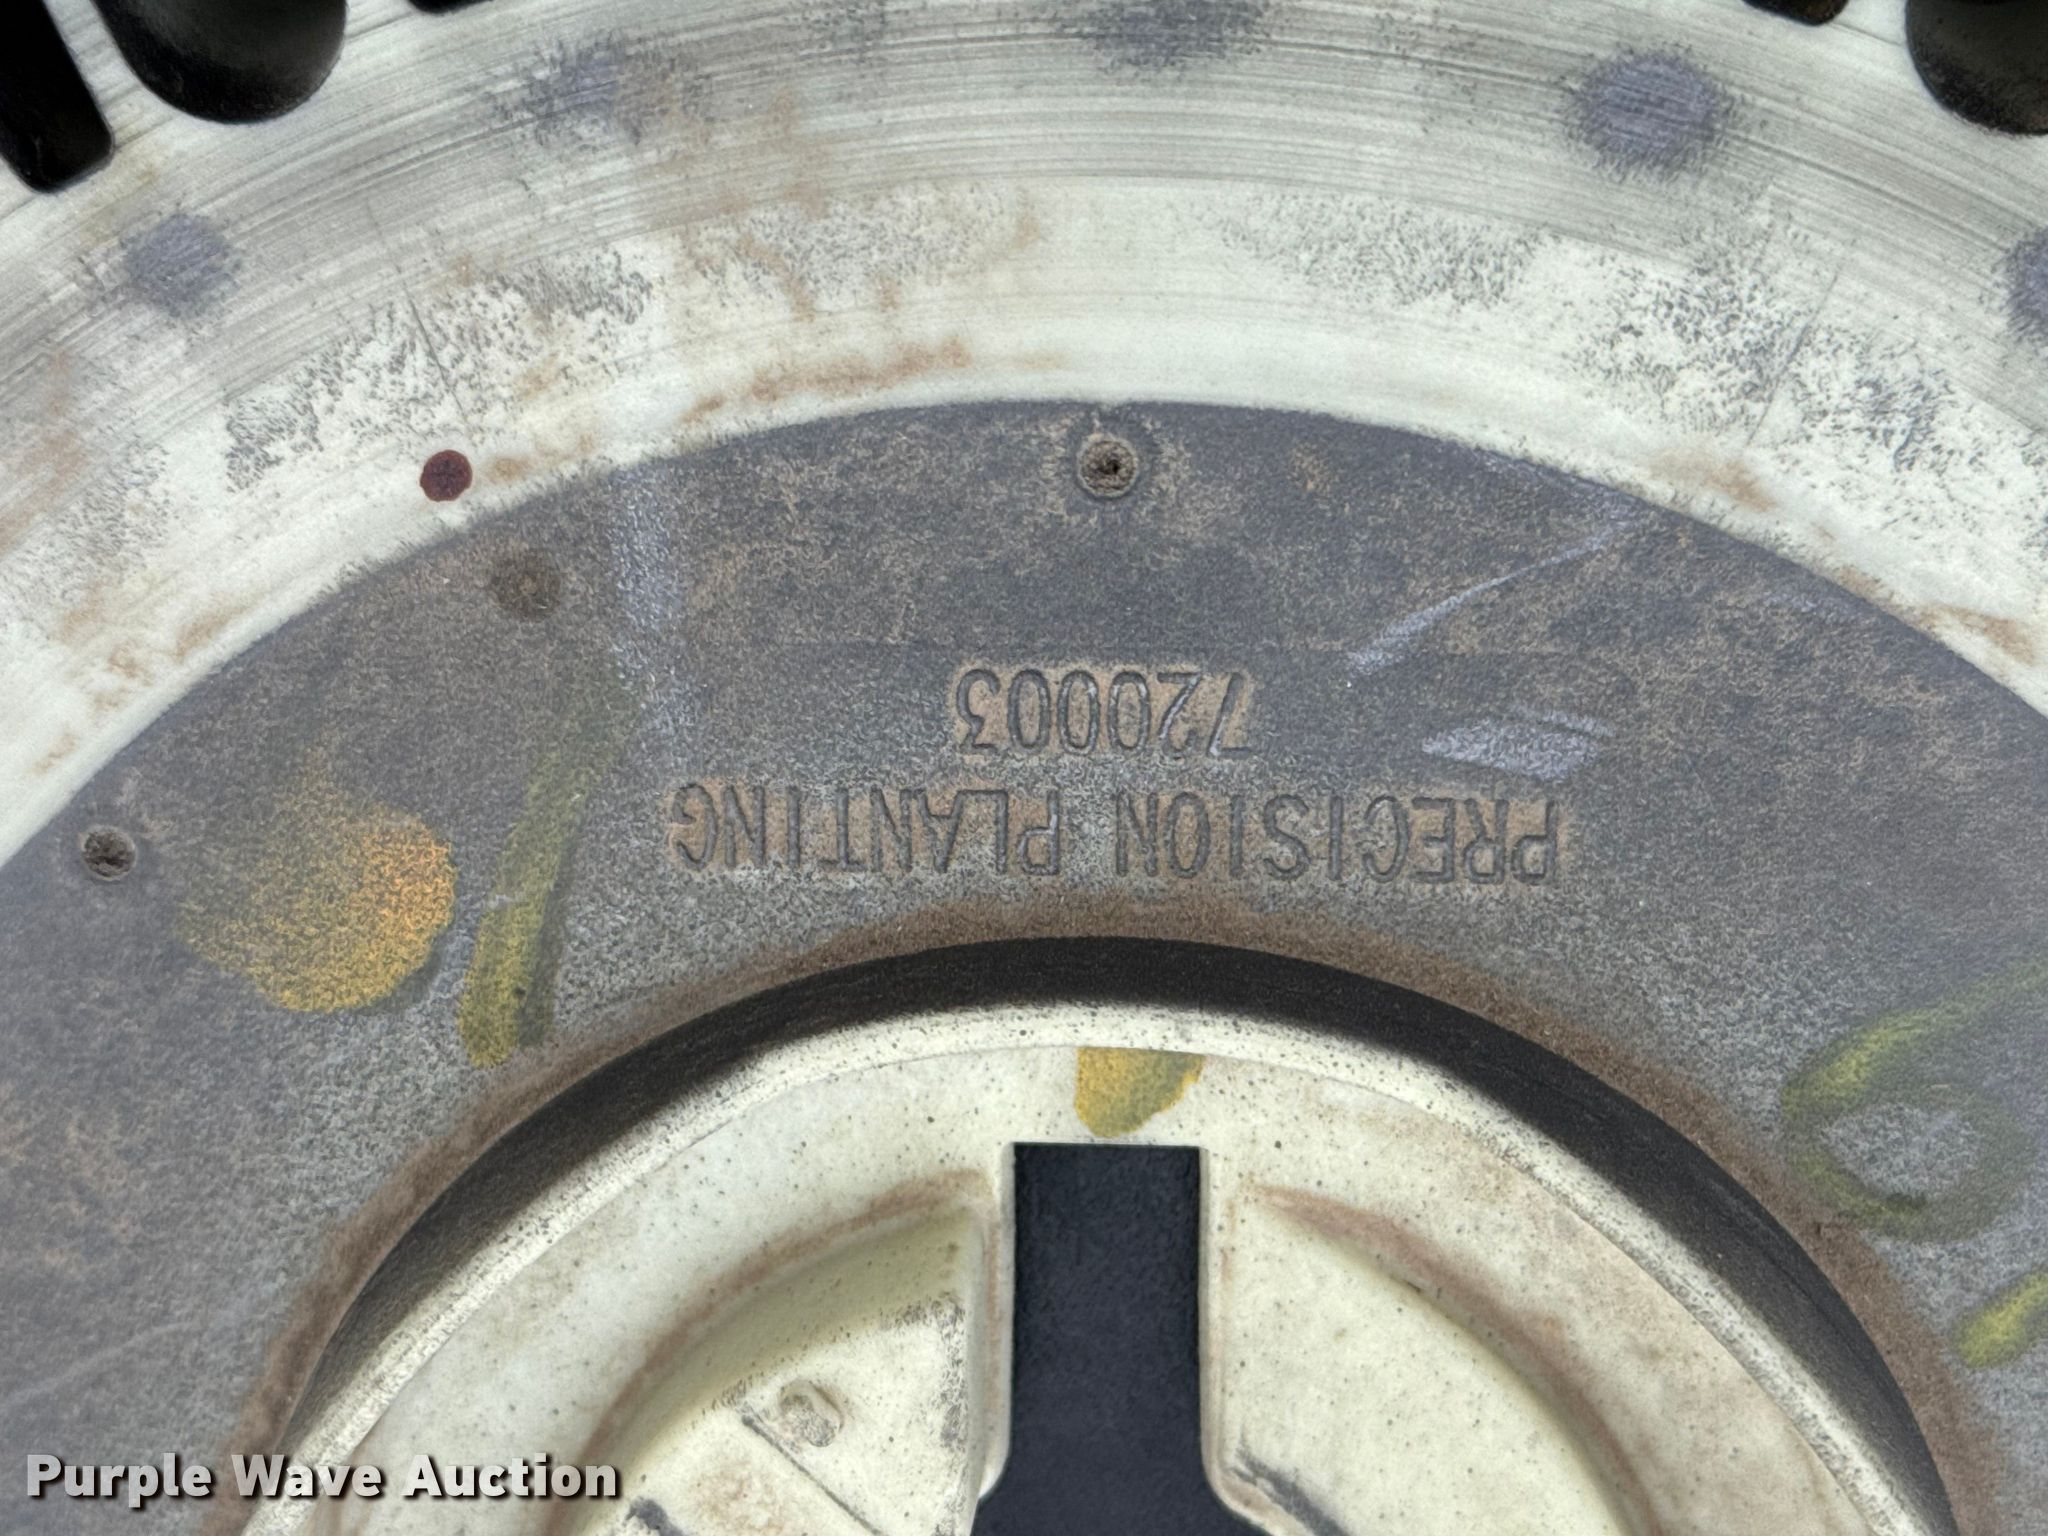 PRECISION PLANTING
720003
Purple Wave Auction